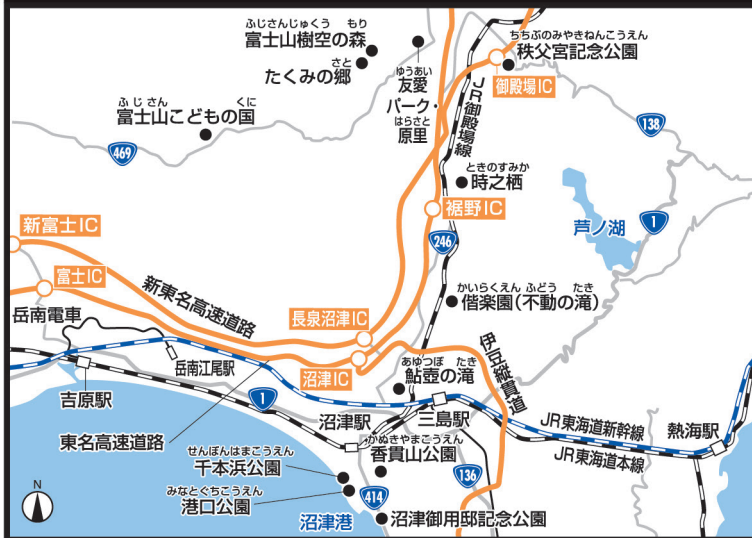 ふじさんじゅくう もり
富士山樹空の森
さと
たくみの郷
ゆうあい
友愛
パーク・
はらさと
原里
ちちぶのみやきねんこうえん
秩父宮記念公園
御殿場IC
JR御殿場線
ふじさん くに
富士山こどもの国
469
138
ときのすみか
時之栖
裾野IC
芦ノ湖
1
246
新富士IC
富士IC
新東名高速道路
長泉沼津IC
かいらくえん ふどう たき
偕楽園(不動の滝)
岳南電車
沼津IC
伊豆縦貫道
あゆつぼ たき
鮎壺の滝
岳南江尾駅
吉原駅
1
沼津駅
三島駅
JR東海道新幹線
熱海駅
JR東海道本線
東名高速道路
かぬきやまこうえん
香貫山公園
せんぼんはまこうえん
千本浜公園
136
みなとぐちこうえん
港口公園
414
N
沼津港
沼津御用邸記念公園